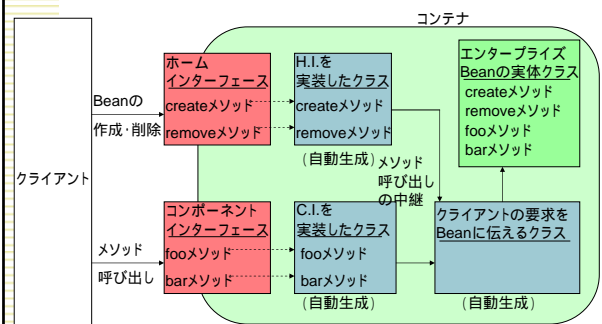 コンテナ
クライアント
Beanの
作成・削除
メソッド
呼び出し
ホーム
インターフェース
createメソッド
removeメソッド
H.I.を
実装したクラス
createメソッド
removeメソッド
(自動生成)
メソッド
呼び出し
の中継
エンタープライズ
Beanの実体クラス
createメソッド
removeメソッド
fooメソッド
barメソッド
コンポーネント
インターフェース
fooメソッド
barメソッド
C.I.を
実装したクラス
fooメソッド
barメソッド
(自動生成)
クライアントの要求を
Beanに伝えるクラス
(自動生成)